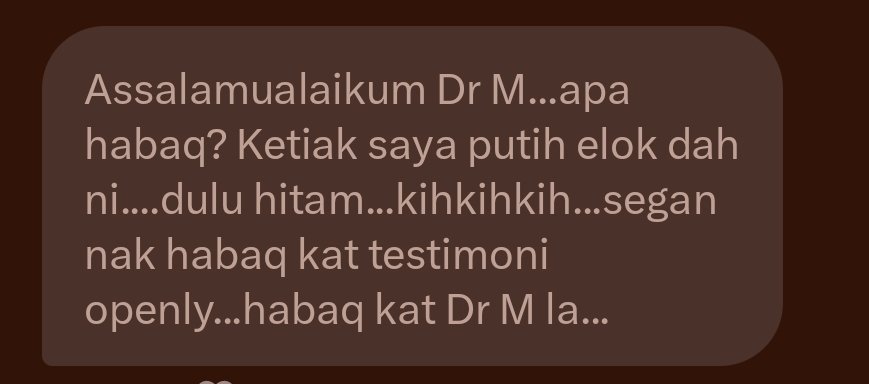 Assalamualaikum Dr M...apa
habaq? Ketiak saya putih elok dah
ni....dulu hitam...kihkihkih...segan
nak habaq kat testimoni
openly...habaq kat Dr M la...